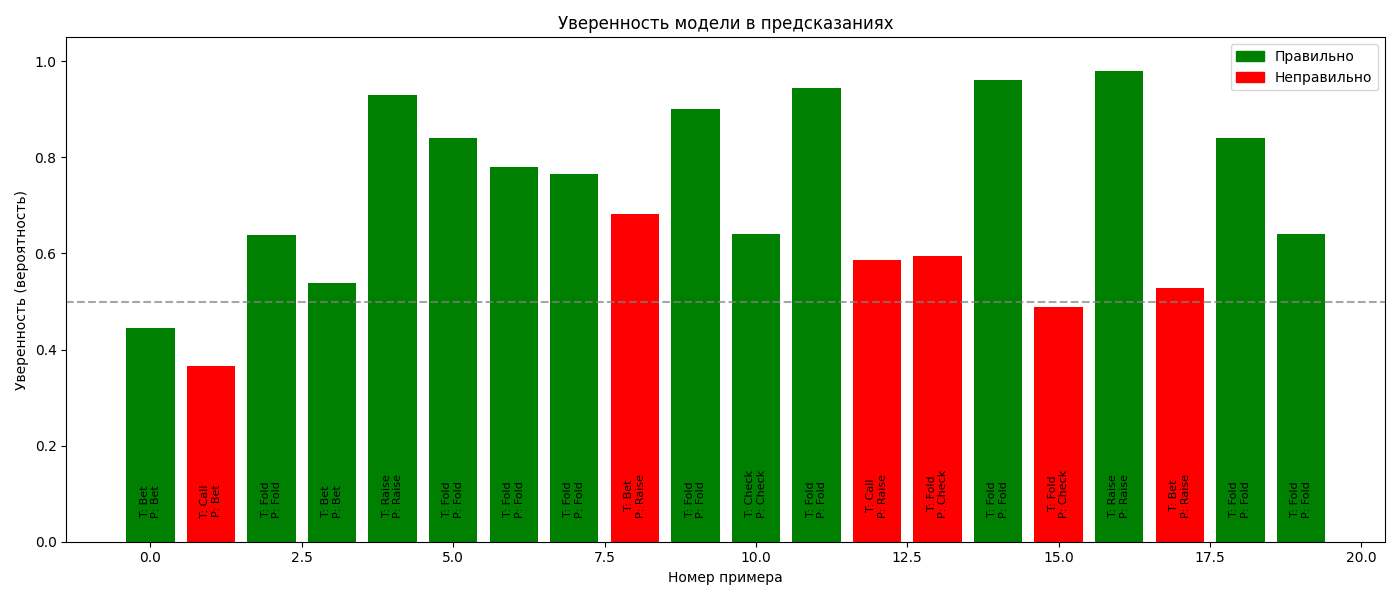 Уверенность модели в предсказаниях
Правильно
Неправильно
Уверенность (вероятность)
1.0
0.8
0.6
0.4
0.2
0.0
T: Bet
P: Bet
T: Call
P: Bet
T: Fold
P: Fold
T: Bet
P: Bet
T: Raise
P: Raise
T: Fold
P: Fold
T: Fold
P: Fold
T: Fold
P: Fold
T: Bet
P: Raise
T: Fold
P: Fold
T: Check
P: Check
T: Fold
P: Fold
T: Call
P: Raise
T: Fold
P: Check
T: Fold
P: Fold
T: Fold
P: Check
T: Raise
P: Raise
T: Bet
P: Raise
T: Fold
P: Fold
T: Fold
P: Fold
0.0
2.5
5.0
7.5
10.0
12.5
15.0
17.5
20.0
Номер примера